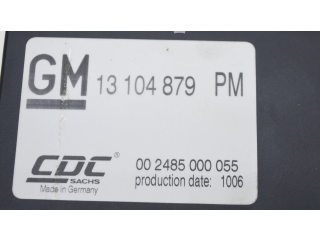 GM 13 104 879 PM
CDC® 00 2485 000 055
SACHS production date: 1006
Made in Germany